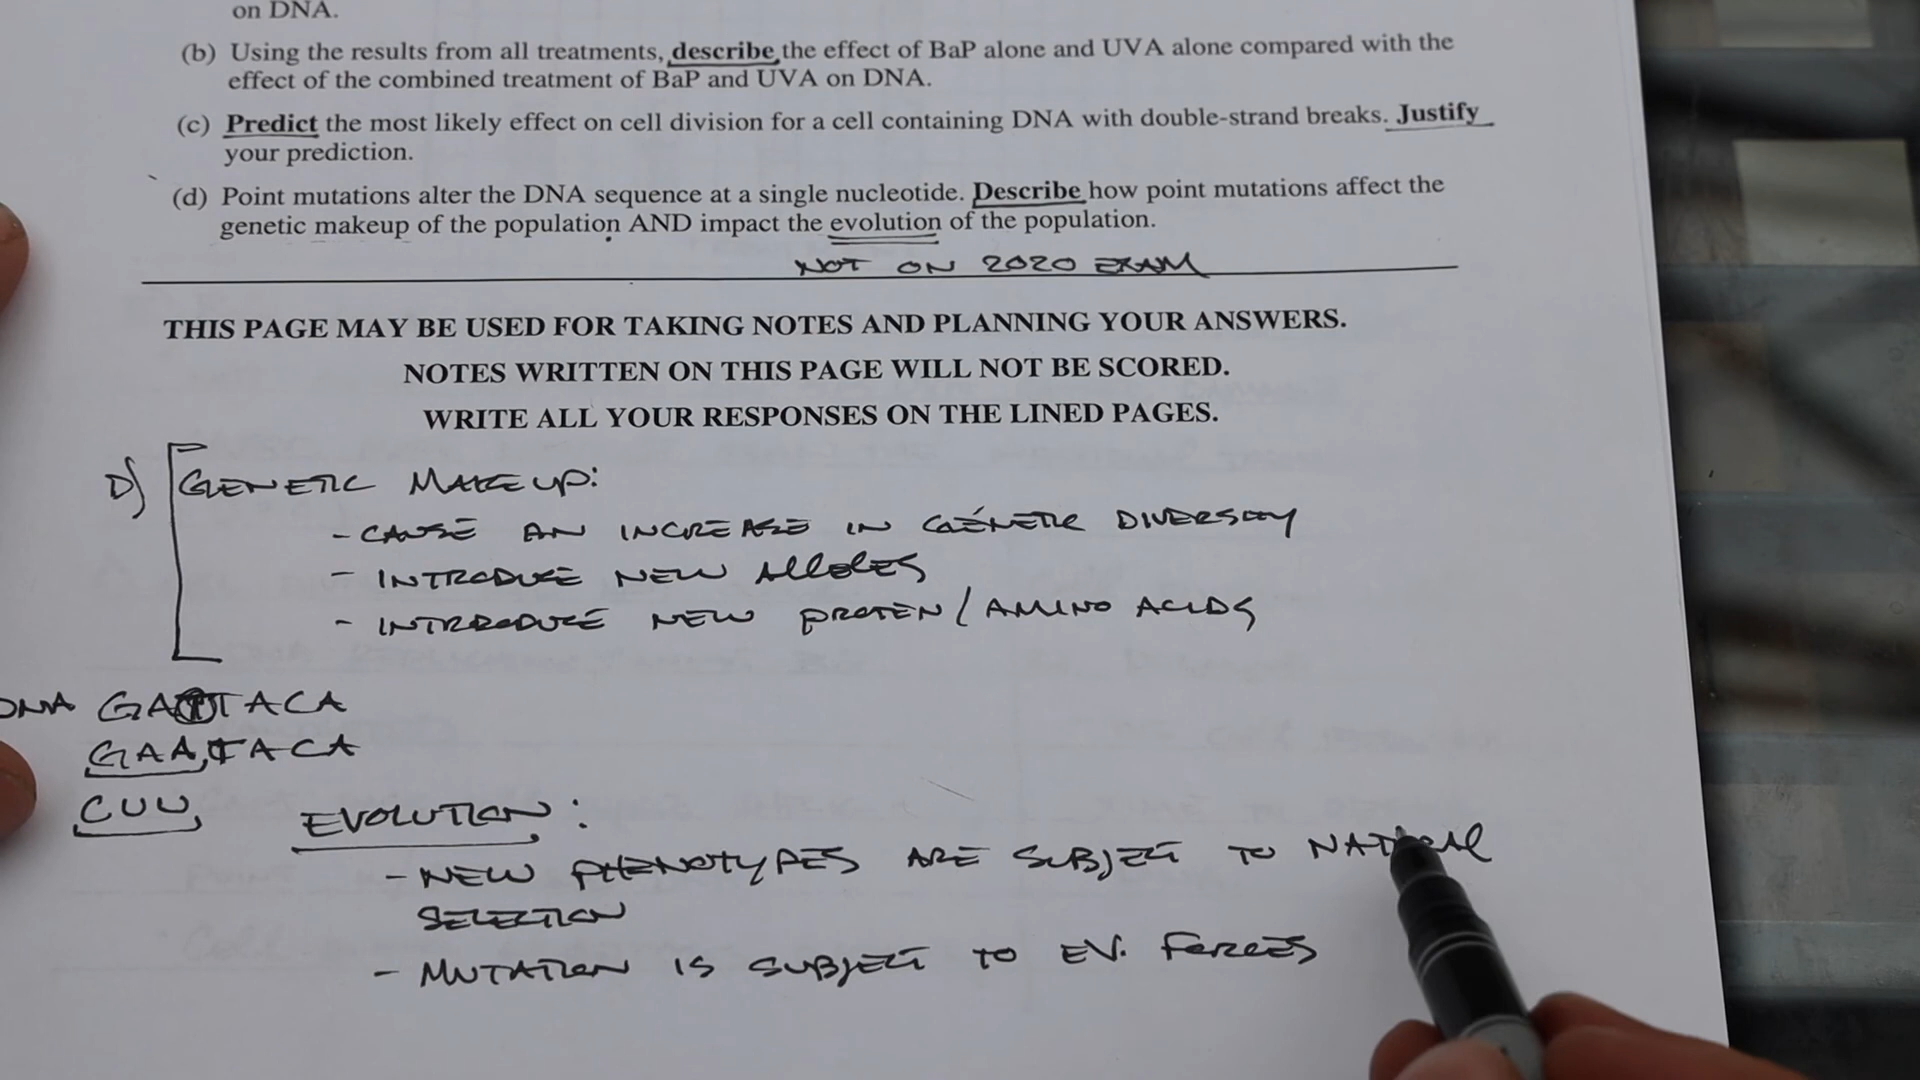 on DNA.
(b) Using the results from all treatments, describe the effect of BaP alone and UVA alone compared with the
effect of the combined treatment of BaP and UVA on DNA.
(c) Predict the most likely effect on cell division for a cell containing DNA with double-strand breaks. Justify
your prediction.
(d) Point mutations alter the DNA sequence at a single nucleotide. Describe how point mutations affect the
genetic makeup of the population AND impact the evolution of the population.
NOT ON 2020 EXAM
THIS PAGE MAY BE USED FOR TAKING NOTES AND PLANNING YOUR ANSWERS.
NOTES WRITTEN ON THIS PAGE WILL NOT BE SCORED.
WRITE ALL YOUR RESPONSES ON THE LINED PAGES.
D) GENETIC MAKEUP:
- CAUSE AN INCREASE IN GENETIC DIVERSITY
- INTRODUCE NEW AllELES
- INTRODUCE NEW PROTEIN / AMINO ACIDS
DNA GATTACA
GAATACA
CUU
EVOLUTION:
- NEW PHENOTYPES ARE SUBJECT TO NATURAL
SELECTION
- MUTATION IS SUBJECT TO EV. FORCES